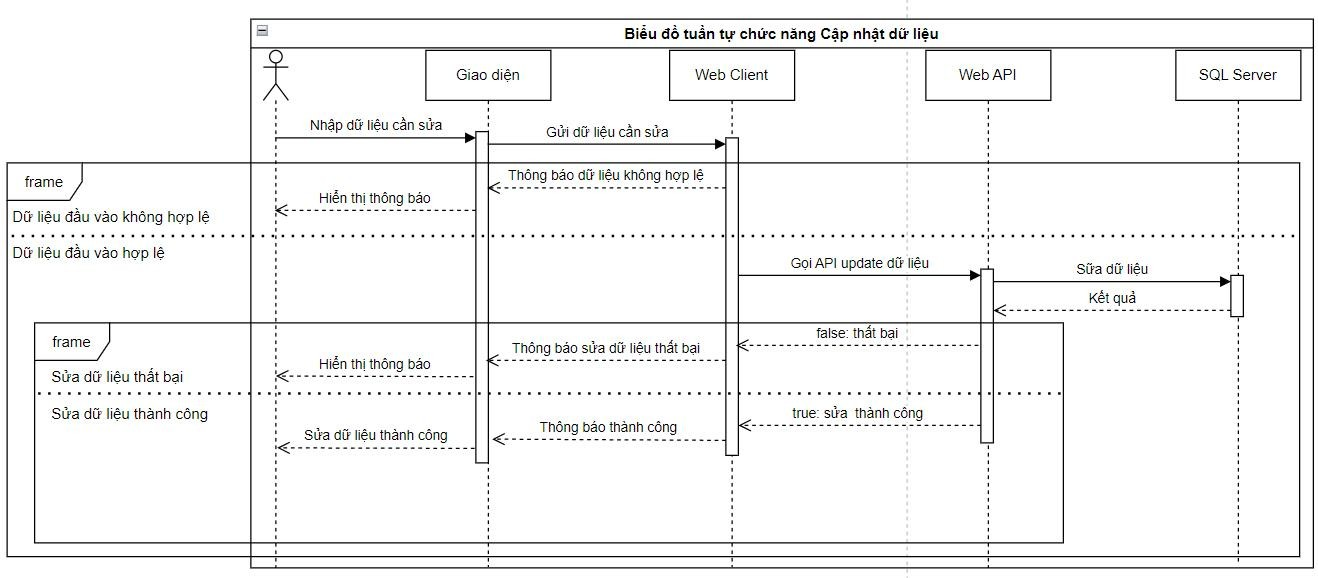 Biểu đồ tuần tự chức năng Cập nhật dữ liệu
Giao diện
Web Client
Web API
SQL Server
Nhập dữ liệu cần sửa
Gửi dữ liệu cần sửa
frame
Thông báo dữ liệu không hợp lệ
Hiển thị thông báo
Dữ liệu đầu vào không hợp lệ
Dữ liệu đầu vào hợp lệ
Gọi API update dữ liệu
Sữa dữ liệu
Kết quả
frame
false: thất bại
Thông báo sửa dữ liệu thất bại
Hiển thị thông báo
Sửa dữ liệu thất bại
Sửa dữ liệu thành công
true: sửa  thành công
Thông báo thành công
Sửa dữ liệu thành công